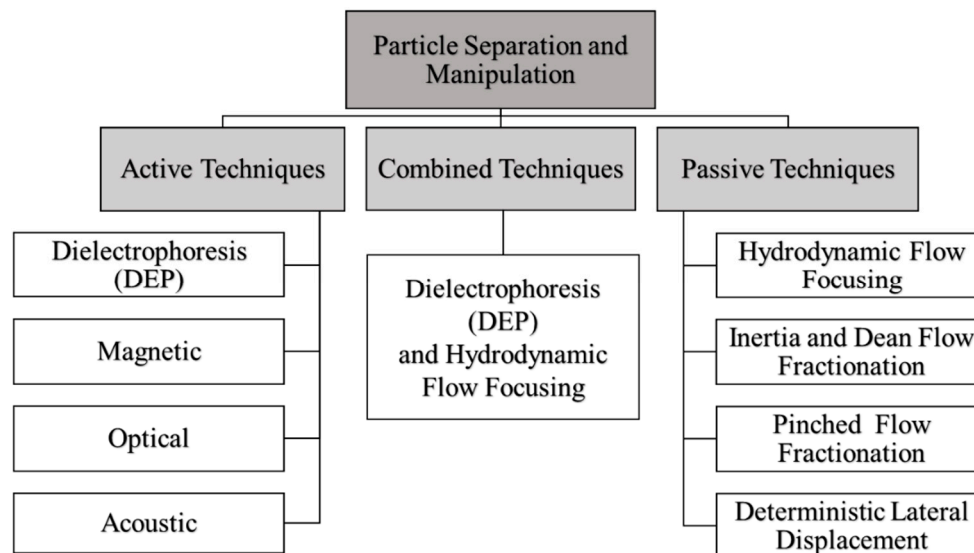 Particle Separation and
Manipulation
Active Techniques
Combined Techniques
Passive Techniques
Dielectrophoresis
(DEP)
Magnetic
Optical
Acoustic
Dielectrophoresis
(DEP)
and Hydrodynamic
Flow Focusing
Hydrodynamic Flow
Focusing
Inertia and Dean Flow
Fractionation
Pinched Flow
Fractionation
Deterministic Lateral
Displacement